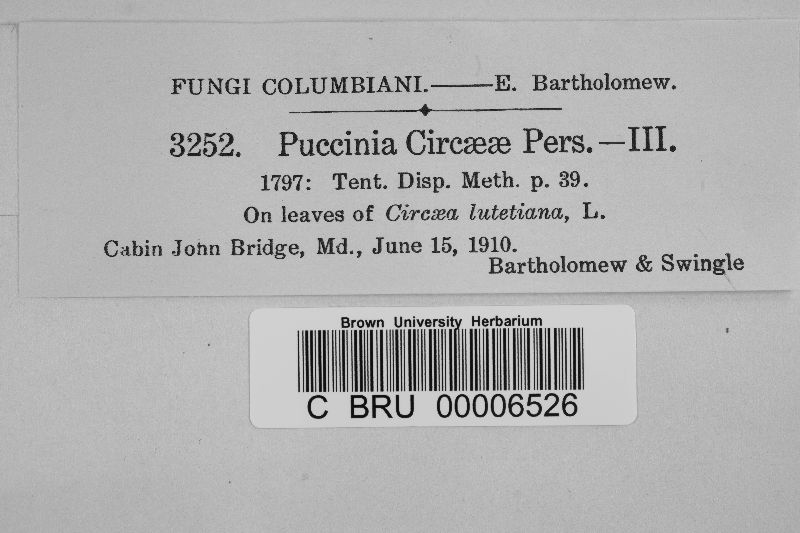 FUNGI COLUMBIANI.——E. Bartholomew.
3252. Puccinia Circææ Pers.—III.
1797: Tent. Disp. Meth. p. 39.
On leaves of Circæa lutetiana, L.
Cabin John Bridge, Md., June 15, 1910.
Bartholomew & Swingle
Brown University Herbarium
C BRU 00006526